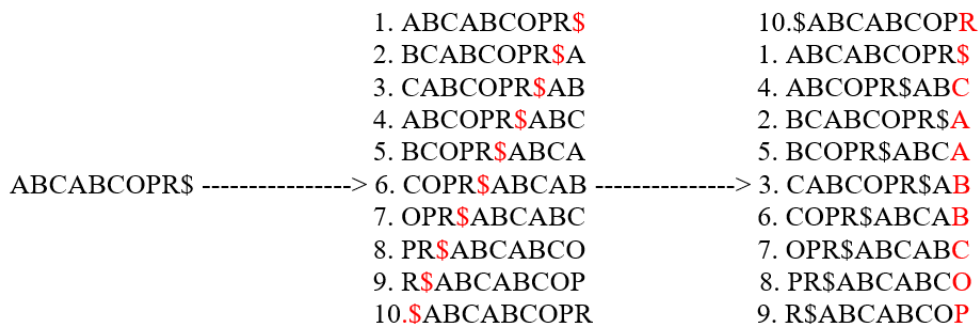 1. ABCABCOPR$ 10.$ABCABCOPR
2. BCABCOPR$A 1. ABCABCOPR$
3. CABCOPR$AB 4. ABCOPR$ABC
4. ABCOPR$ABC 2. BCABCOPR$A
5. BCOPR$ABCA 5. BCOPR$ABCA
ABCABCOPR$ ----------------> 6. COPR$ABCAB ---------------> 3. CABCOPR$AB
7. OPR$ABCABC 6. COPR$ABCAB
8. PR$ABCABCO 7. OPR$ABCABC
9. R$ABCABCOP 8. PR$ABCABCO
10.$ABCABCOPR 9. R$ABCABCOP